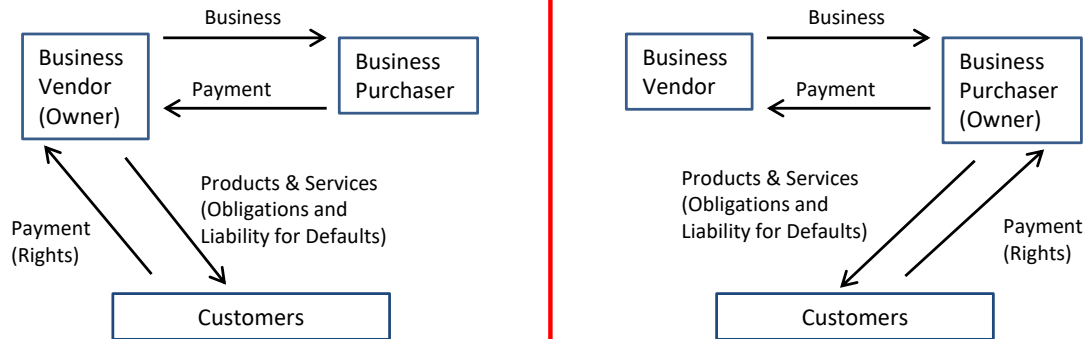 Business
Business
Vendor
(Owner)
Business
Purchaser
Payment
Products & Services
(Obligations and
Liability for Defaults)
Payment
(Rights)
Customers
Business
Business
Vendor
Business
Purchaser
(Owner)
Payment
Products & Services
(Obligations and
Liability for Defaults)
Payment
(Rights)
Customers